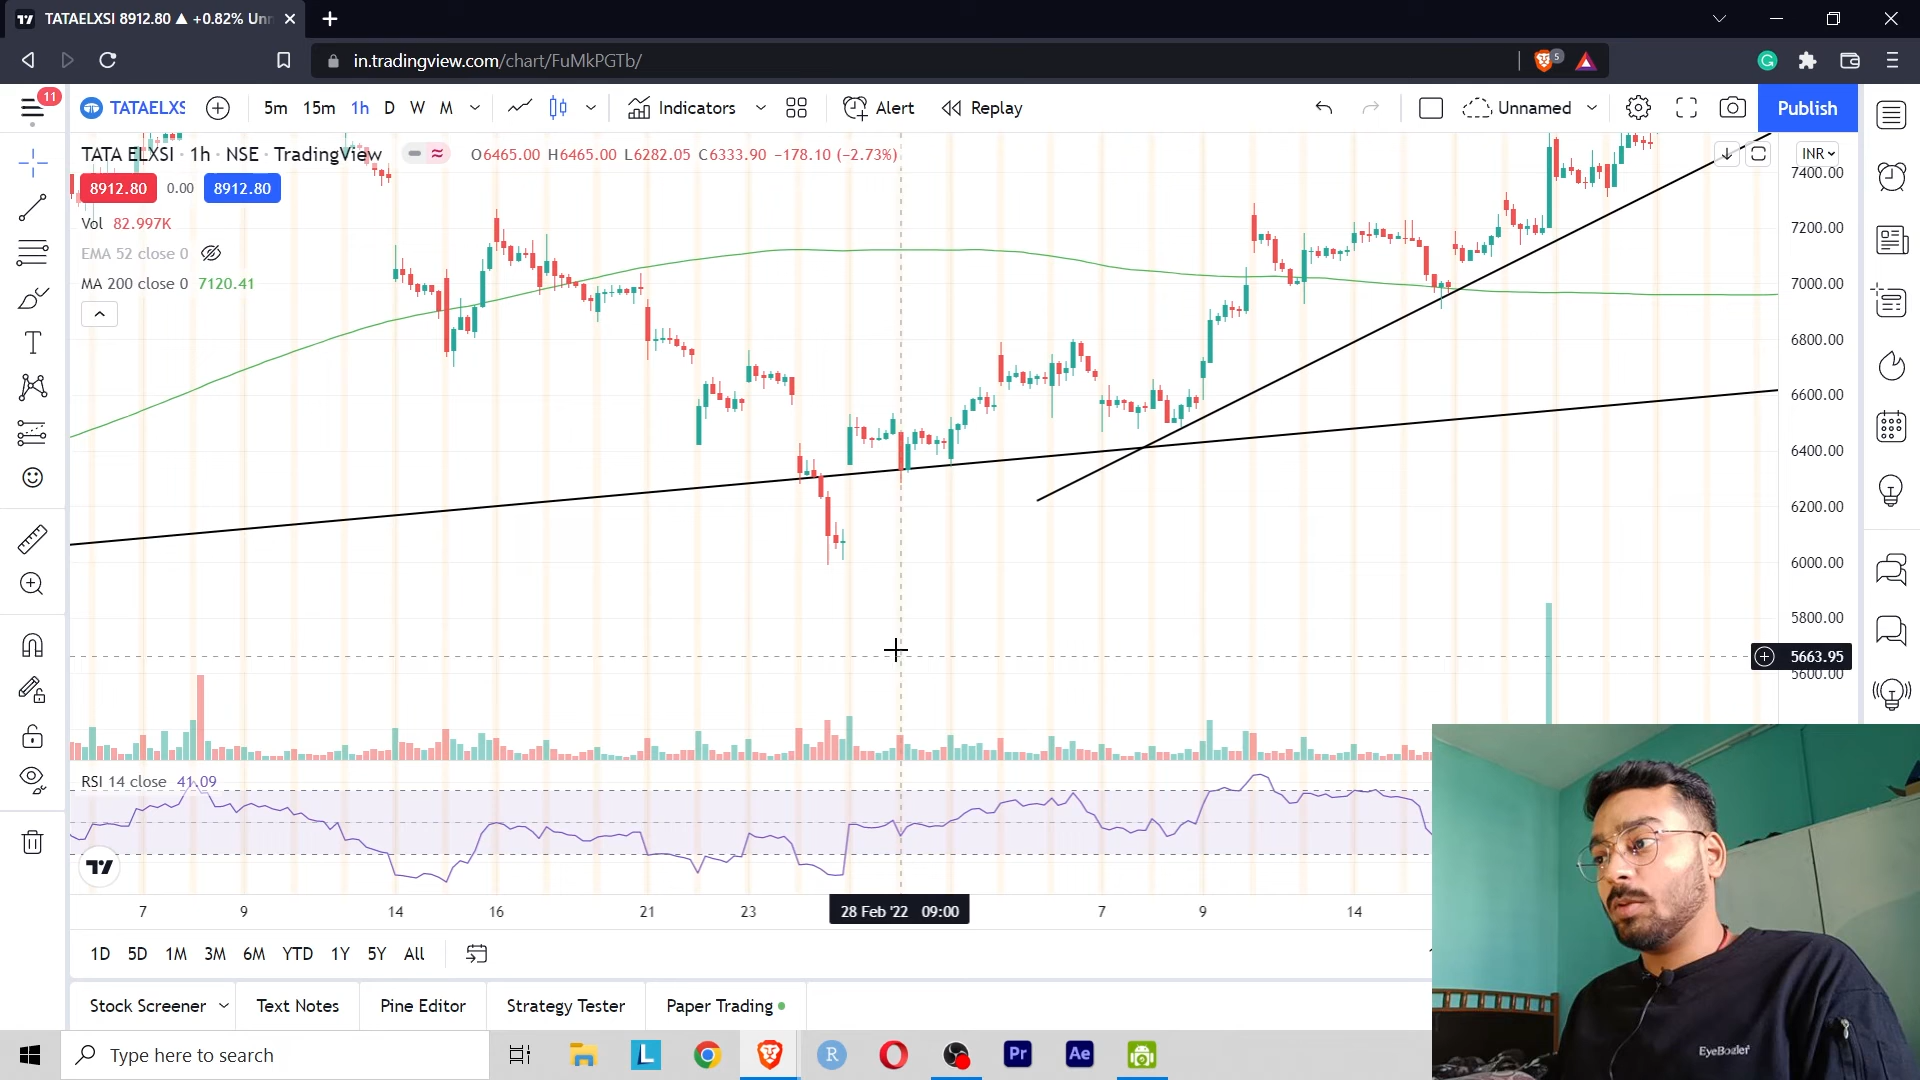 TATAELXSI 8912.80 ▲ +0.82% Unn
in.tradingview.com/chart/FuMkPGTb/
5
11
TATAELXS 5m 15m 1h D W M Indicators Alert Replay Unnamed Publish
TATA ELXSI · 1h · NSE · TradingView O6465.00 H6465.00 L6282.05 C6333.90 −178.10 (−2.73%)
INR
8912.80 0.00 8912.80
Vol 82.997K
EMA 52 close 0
MA 200 close 0 7120.41
7400.00
7200.00
7000.00
6800.00
6600.00
6400.00
6200.00
6000.00
5800.00
5663.95
5600.00
RSI 14 close 41.09
7 9 14 16 21 23 28 Feb '22 09:00 7 9 14
1D 5D 1M 3M 6M YTD 1Y 5Y All
Stock Screener Text Notes Pine Editor Strategy Tester Paper Trading
Type here to search
L
R
Pr
Ae
EyeBogler